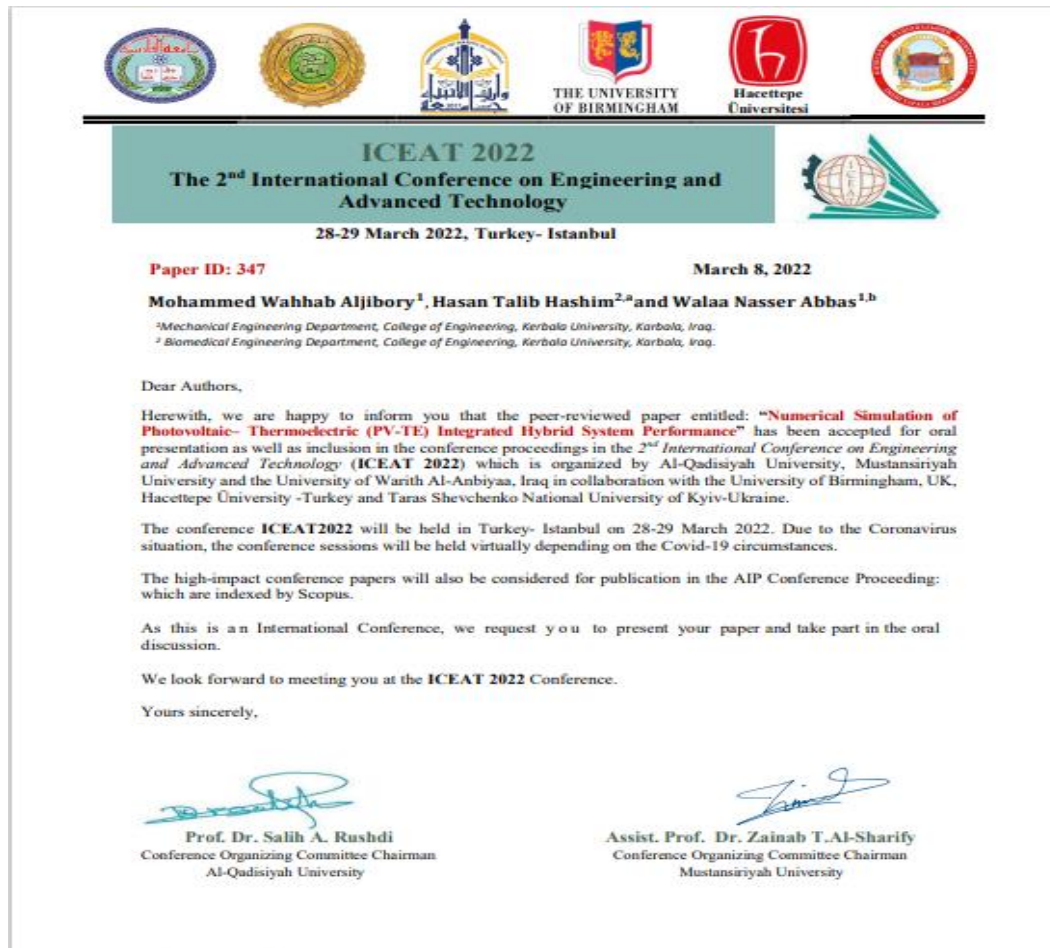 THE UNIVERSITY
OF BIRMINGHAM
Hacettepe
Üniversitesi
ICEAT 2022
The 2nd International Conference on Engineering and
Advanced Technology
ICEAT
28-29 March 2022, Turkey- Istanbul
Paper ID: 347 March 8, 2022
Mohammed Wahhab Aljibory1, Hasan Talib Hashim2,a and Walaa Nasser Abbas1,b
1Mechanical Engineering Department, College of Engineering, Kerbala University, Karbala, Iraq.
2 Biomedical Engineering Department, College of Engineering, Kerbala University, Karbala, Iraq.
Dear Authors,
Herewith, we are happy to inform you that the peer-reviewed paper entitled: “Numerical Simulation of
Photovoltaic– Thermoelectric (PV-TE) Integrated Hybrid System Performance” has been accepted for oral
presentation as well as inclusion in the conference proceedings in the 2nd International Conference on Engineering
and Advanced Technology (ICEAT 2022) which is organized by Al-Qadisiyah University, Mustansiriyah
University and the University of Warith Al-Anbiyaa, Iraq in collaboration with the University of Birmingham, UK,
Hacettepe Üniversity -Turkey and Taras Shevchenko National University of Kyiv-Ukraine.
The conference ICEAT2022 will be held in Turkey- Istanbul on 28-29 March 2022. Due to the Coronavirus
situation, the conference sessions will be held virtually depending on the Covid-19 circumstances.
The high-impact conference papers will also be considered for publication in the AIP Conference Proceeding:
which are indexed by Scopus.
As this is an International Conference, we request you to present your paper and take part in the oral
discussion.
We look forward to meeting you at the ICEAT 2022 Conference.
Yours sincerely,
Prof. Dr. Salih A. Rushdi Assist. Prof. Dr. Zainab T.Al-Sharify
Conference Organizing Committee Chairman Conference Organizing Committee Chairman
Al-Qadisiyah University Mustansiriyah University